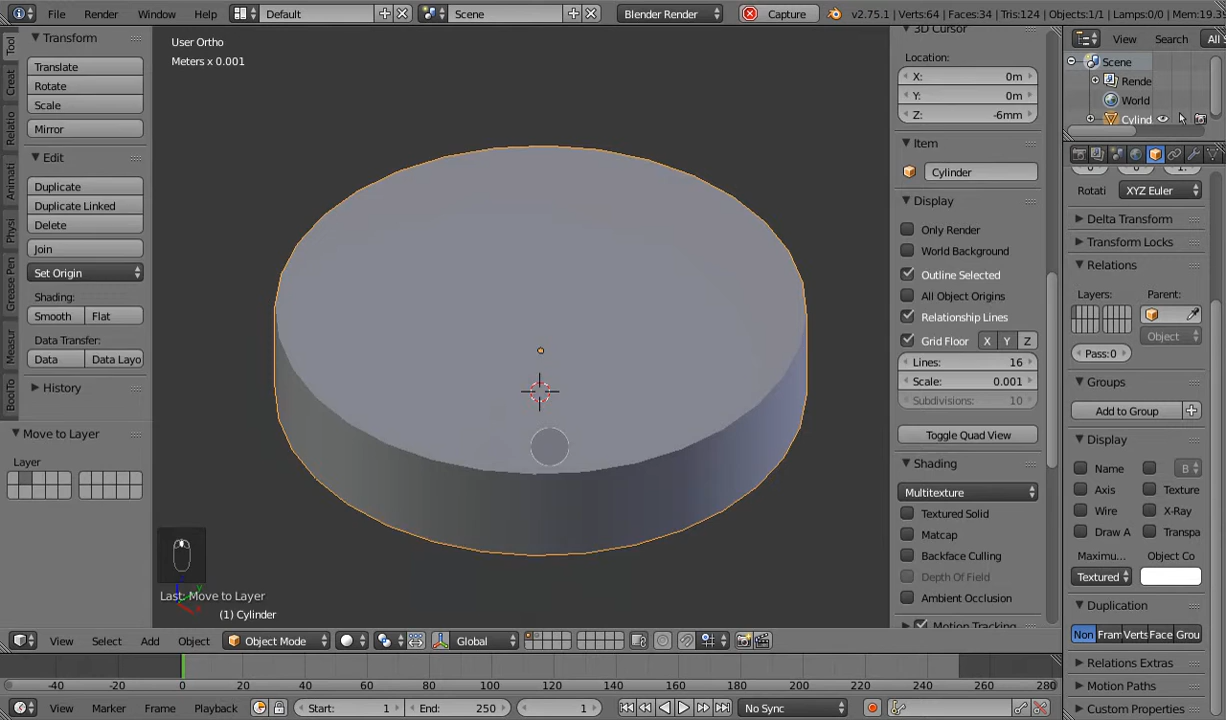 File Render Window Help Default Scene Blender Render Capture v2.75.1 | Verts:64 | Faces:34 | Tris:124 | Objects:1/1 | Lamps:0/0 | Mem:19.3
Transform
Translate
Rotate
Scale
Mirror
Edit
Duplicate
Duplicate Linked
Delete
Join
Set Origin
Shading:
Smooth Flat
Data Transfer:
Data Data Layo
History
Move to Layer
Layer
Tool
Creat
Relatio
Animati
Physi
Grease Pen
Measur
BoolTo
User Ortho
Meters x 0.001
Last: Move to Layer
(1) Cylinder
3D Cursor
Location:
X: 0m
Y: 0m
Z: -6mm
Item
Cylinder
Display
Only Render
World Background
Outline Selected
All Object Origins
Relationship Lines
Grid Floor X Y Z
Lines: 16
Scale: 0.001
Subdivisions: 10
Toggle Quad View
Shading
Multitexture
Textured Solid
Matcap
Backface Culling
Depth Of Field
Ambient Occlusion
Motion Tracking
View Search All S
Scene
Rende
World
Cylind
Rotati XYZ Euler
Delta Transform
Transform Locks
Relations
Layers: Parent:
Object
Pass:0
Groups
Add to Group
Display
Name B
Axis Texture
Wire X-Ray
Draw A Transpa
Maximu... Object Co
Textured
Duplication
Non Fram Verts Face Grou
Relations Extras
Motion Paths
Custom Properties
View Select Add Object Object Mode Global
-40 -20 0 20 40 60 80 100 120 140 160 180 200 220 240 260 280
View Marker Frame Playback Start: 1 End: 250 1 No Sync